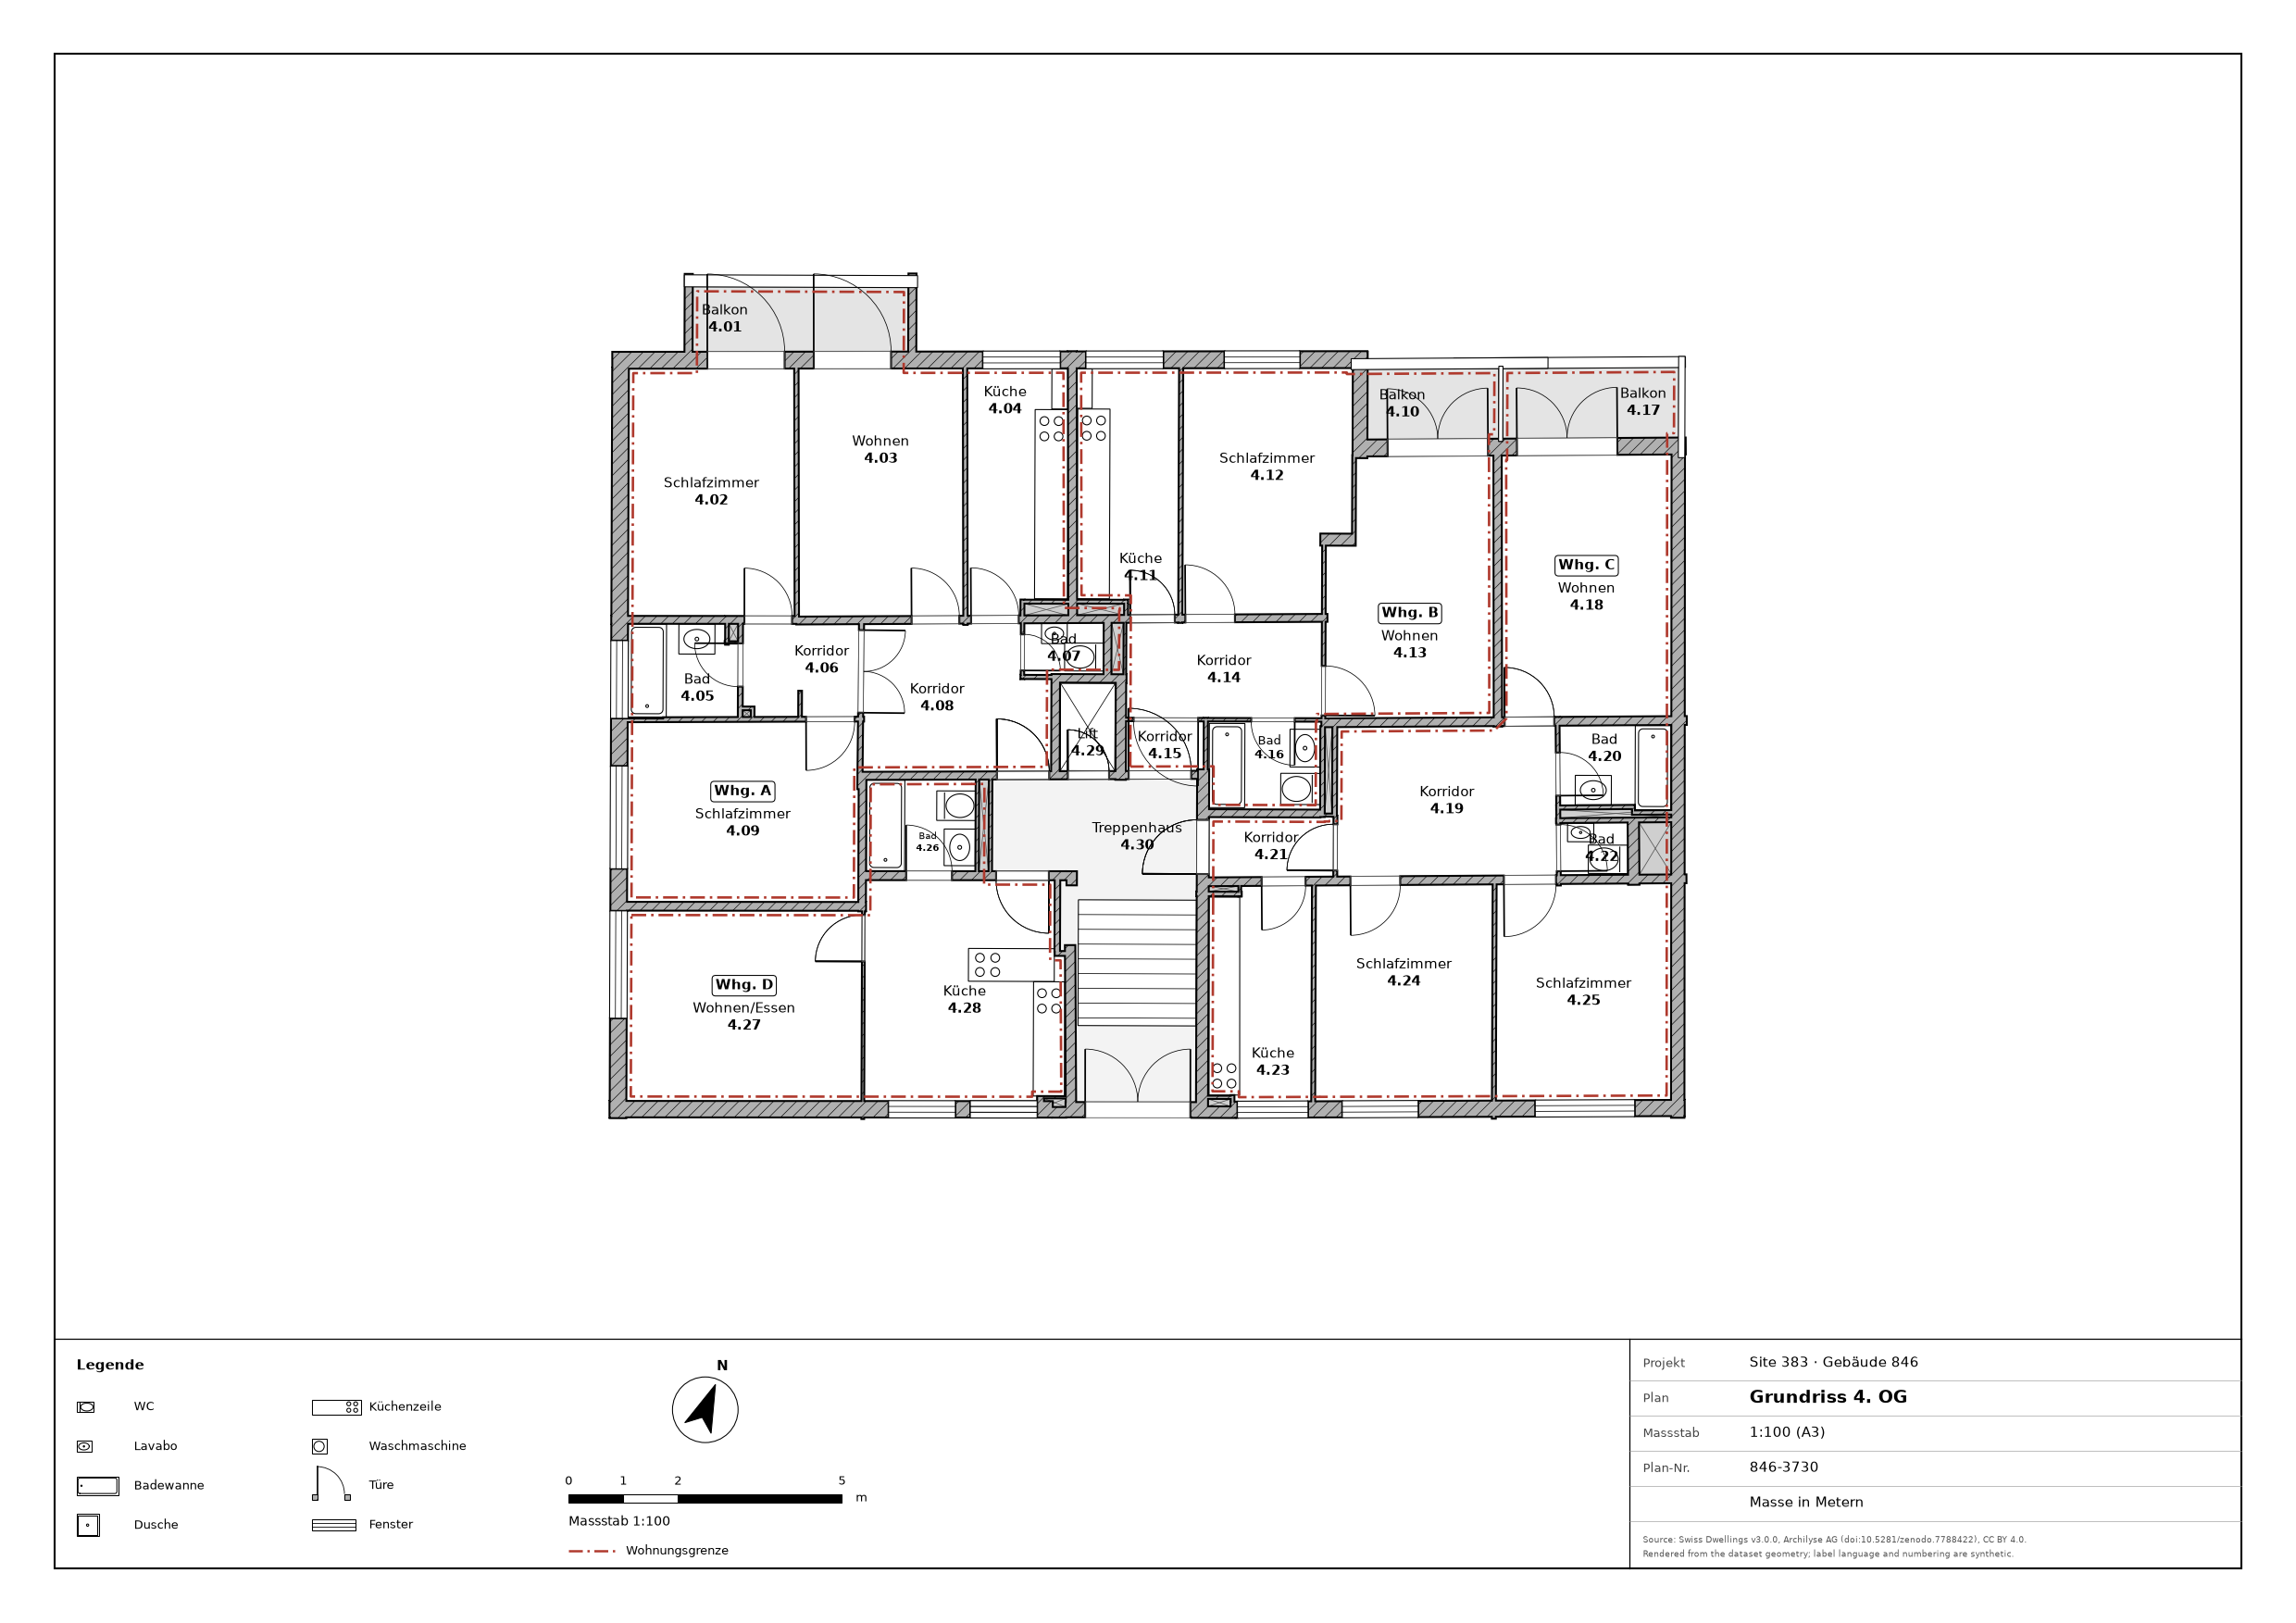 Balkon
4.01
Schlafzimmer
4.02
Wohnen
4.03
Küche
4.04
Küche
4.11
Schlafzimmer
4.12
Balkon
4.10
Balkon
4.17
Whg. B
Wohnen
4.13
Whg. C
Wohnen
4.18
Bad
4.05
Korridor
4.06
Korridor
4.08
Bad
4.07
Korridor
4.14
Lift
4.29
Korridor
4.15
Bad
4.16
Bad
4.20
Whg. A
Schlafzimmer
4.09
Korridor
4.19
Bad
4.26
Treppenhaus
4.30
Korridor
4.21
Bad
4.22
Whg. D
Wohnen/Essen
4.27
Küche
4.28
Küche
4.23
Schlafzimmer
4.24
Schlafzimmer
4.25
Legende
WC
Lavabo
Badewanne
Dusche
Küchenzeile
Waschmaschine
Türe
Fenster
N
0 1 2 5
m
Massstab 1:100
Wohnungsgrenze
Projekt Site 383 · Gebäude 846
Plan Grundriss 4. OG
Massstab 1:100 (A3)
Plan-Nr. 846-3730
Masse in Metern
Source: Swiss Dwellings v3.0.0, Archilyse AG (doi:10.5281/zenodo.7788422), CC BY 4.0.
Rendered from the dataset geometry; label language and numbering are synthetic.